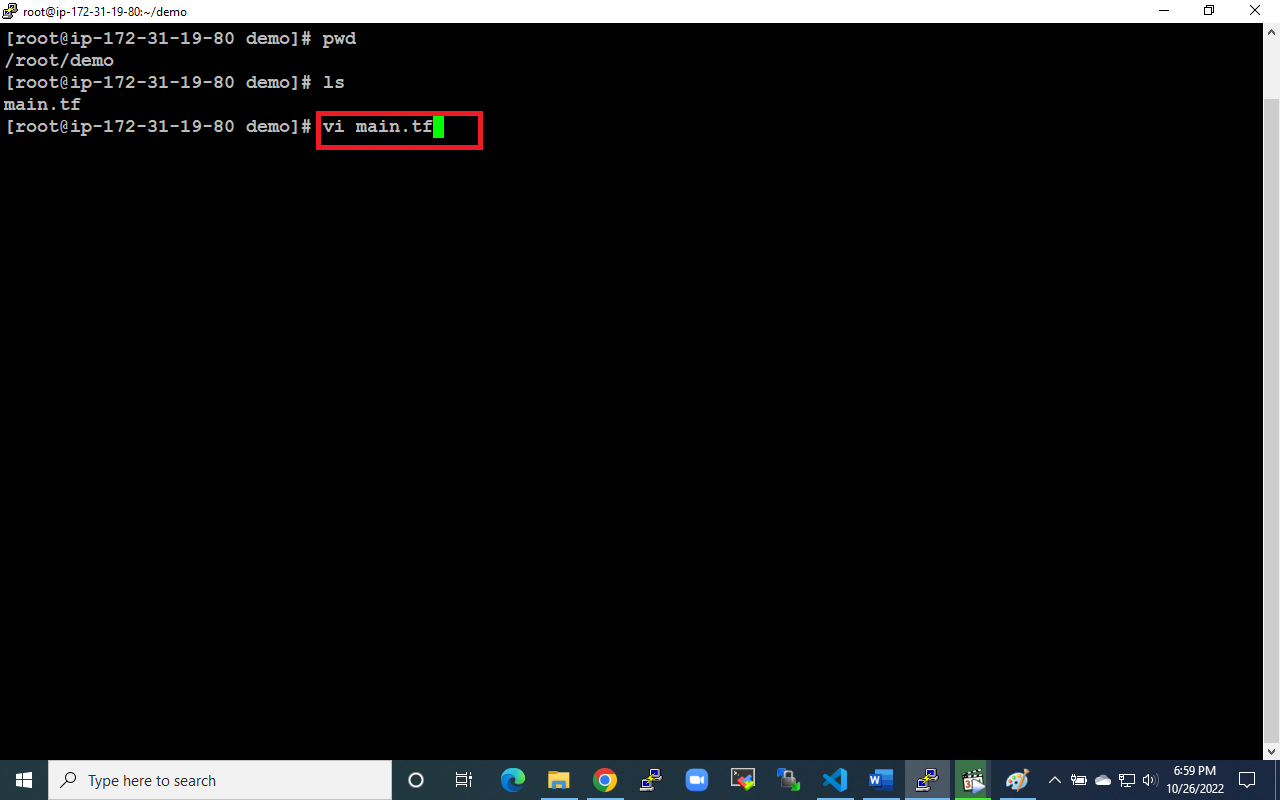 root@ip-172-31-19-80:~/demo
[root@ip-172-31-19-80 demo]# pwd
/root/demo
[root@ip-172-31-19-80 demo]# ls
main.tf
[root@ip-172-31-19-80 demo]# vi main.tf
Type here to search
6:59 PM
10/26/2022